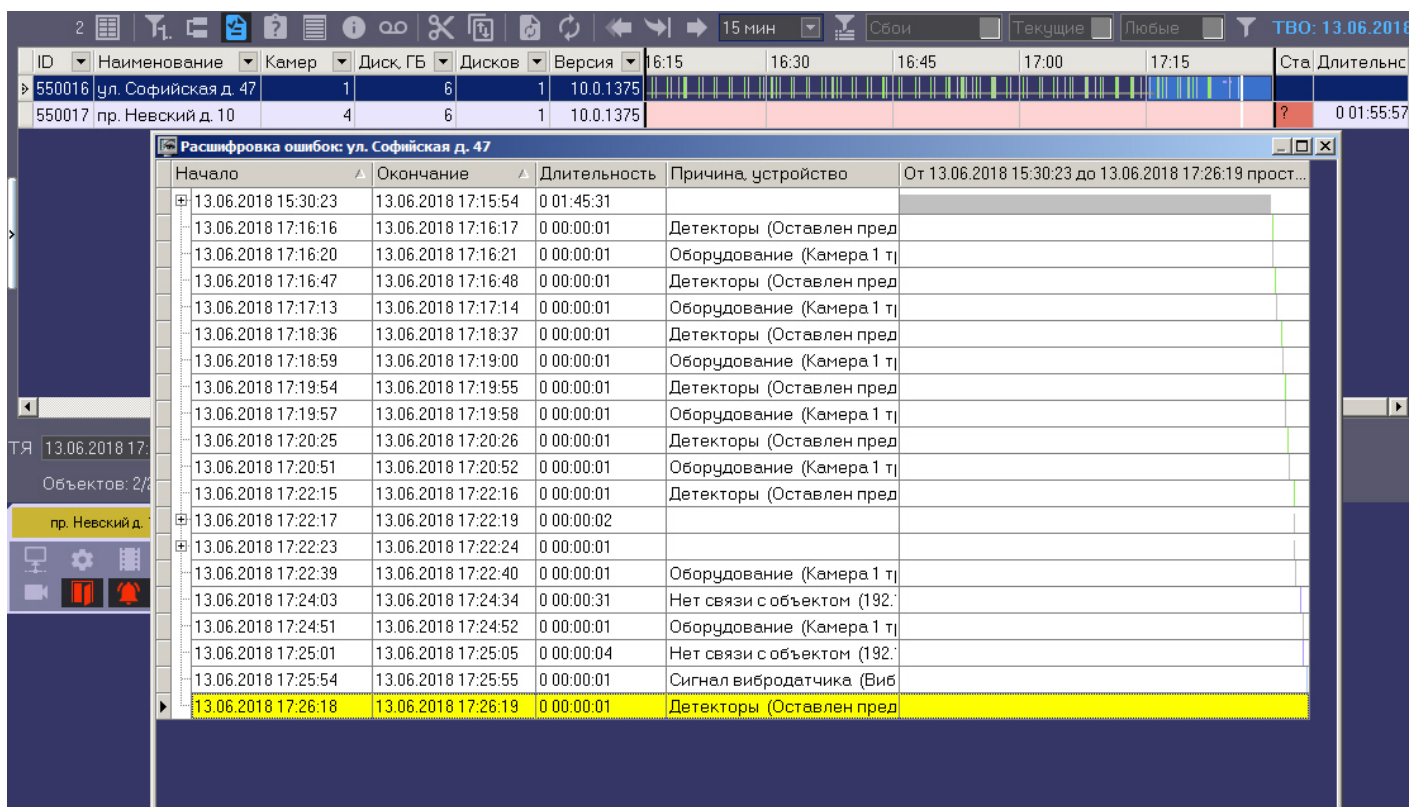 2 15 мин Сбои Текущие Любые ТВО: 13.06.2018
ID Наименование Камер Диск, ГБ Дисков Версия 16:15 16:30 16:45 17:00 17:15 Ста Длительнс
550016 ул. Софийская д. 47 1 6 1 10.0.1375
550017 пр. Невский д. 10 4 6 1 10.0.1375 ? 0 01:55:57
Расшифровка ошибок: ул. Софийская д. 47
Начало Окончание Длительность Причина, устройство От 13.06.2018 15:30:23 до 13.06.2018 17:26:19 прост...
13.06.2018 15:30:23 13.06.2018 17:15:54 0 01:45:31
13.06.2018 17:16:16 13.06.2018 17:16:17 0 00:00:01 Детекторы (Оставлен пред
13.06.2018 17:16:20 13.06.2018 17:16:21 0 00:00:01 Оборудование (Камера 1 т
13.06.2018 17:16:47 13.06.2018 17:16:48 0 00:00:01 Детекторы (Оставлен пред
13.06.2018 17:17:13 13.06.2018 17:17:14 0 00:00:01 Оборудование (Камера 1 т
13.06.2018 17:18:36 13.06.2018 17:18:37 0 00:00:01 Детекторы (Оставлен пред
13.06.2018 17:18:59 13.06.2018 17:19:00 0 00:00:01 Оборудование (Камера 1 т
13.06.2018 17:19:54 13.06.2018 17:19:55 0 00:00:01 Детекторы (Оставлен пред
13.06.2018 17:19:57 13.06.2018 17:19:58 0 00:00:01 Оборудование (Камера 1 т
13.06.2018 17:20:25 13.06.2018 17:20:26 0 00:00:01 Детекторы (Оставлен пред
13.06.2018 17:20:51 13.06.2018 17:20:52 0 00:00:01 Оборудование (Камера 1 т
13.06.2018 17:22:15 13.06.2018 17:22:16 0 00:00:01 Детекторы (Оставлен пред
13.06.2018 17:22:17 13.06.2018 17:22:19 0 00:00:02
13.06.2018 17:22:23 13.06.2018 17:22:24 0 00:00:01
13.06.2018 17:22:39 13.06.2018 17:22:40 0 00:00:01 Оборудование (Камера 1 т
13.06.2018 17:24:03 13.06.2018 17:24:34 0 00:00:31 Нет связи с объектом (192.
13.06.2018 17:24:51 13.06.2018 17:24:52 0 00:00:01 Оборудование (Камера 1 т
13.06.2018 17:25:01 13.06.2018 17:25:05 0 00:00:04 Нет связи с объектом (192.
13.06.2018 17:25:54 13.06.2018 17:25:55 0 00:00:01 Сигнал вибродатчика (Виб
13.06.2018 17:26:18 13.06.2018 17:26:19 0 00:00:01 Детекторы (Оставлен пред
ТЯ 13.06.2018 17:
Объектов: 2/2
пр. Невский д.